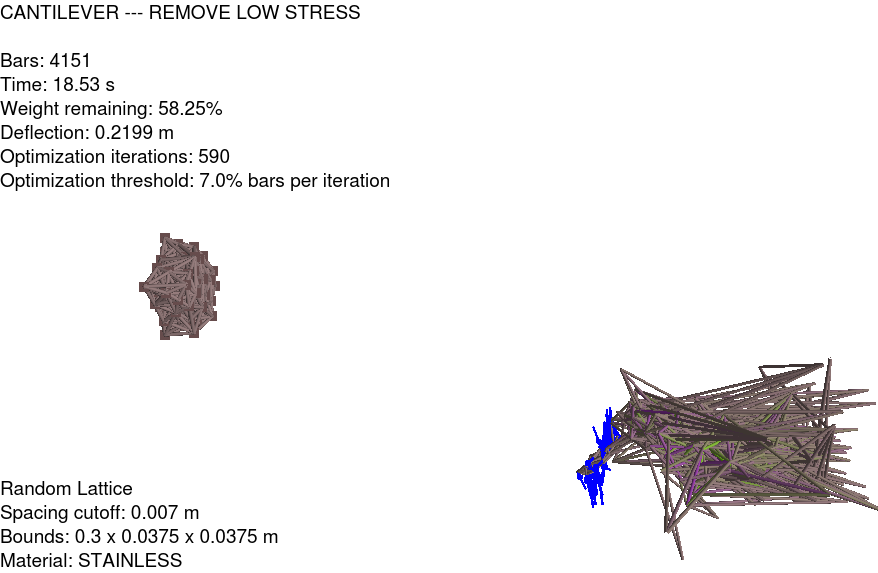 CANTILEVER --- REMOVE LOW STRESS
Bars: 4151
Time: 18.53 s
Weight remaining: 58.25%
Deflection: 0.2199 m
Optimization iterations: 590
Optimization threshold: 7.0% bars per iteration
Random Lattice
Spacing cutoff: 0.007 m
Bounds: 0.3 x 0.0375 x 0.0375 m
Material: STAINLESS